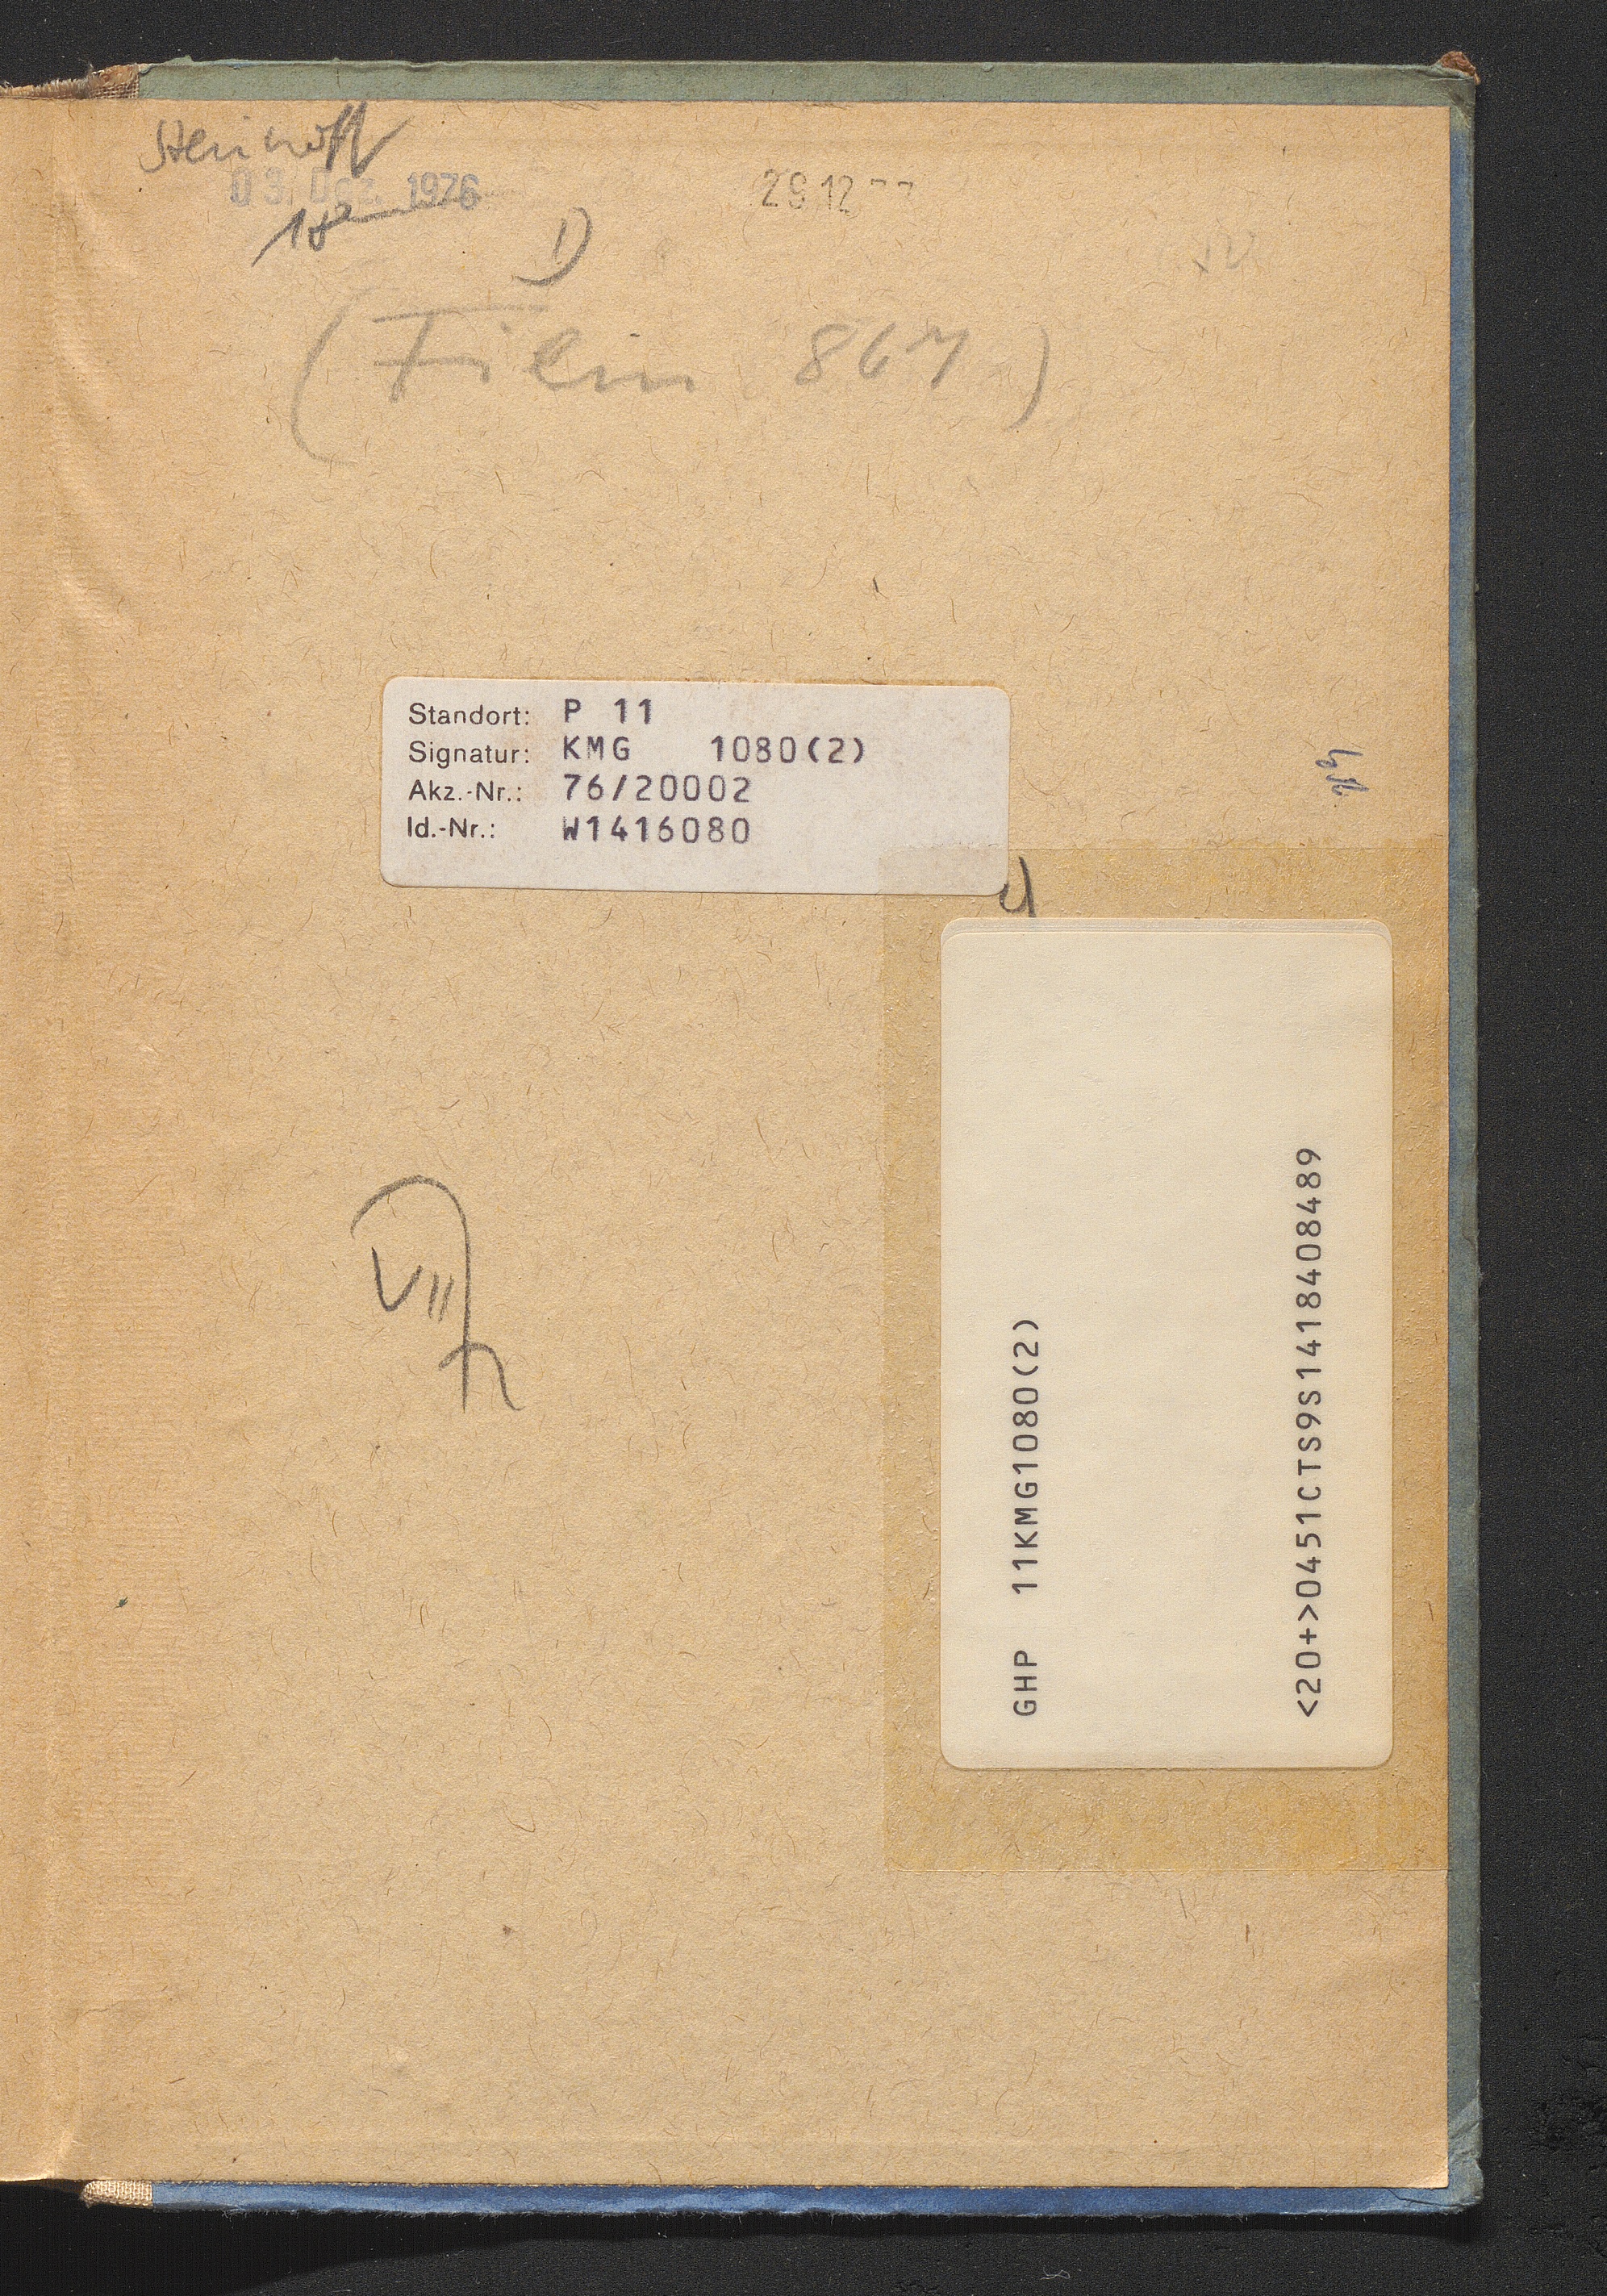 Steinhoff
03. Dez. 1976
29 12
(Film 867)
Standort: P 11
Signatur: KMG 1080(2)
Akz.-Nr.: 76/20002
Id.-Nr.: W1416080
VII
GHP 11KMG1080(2)
<20+>0451CTS9S1418408489